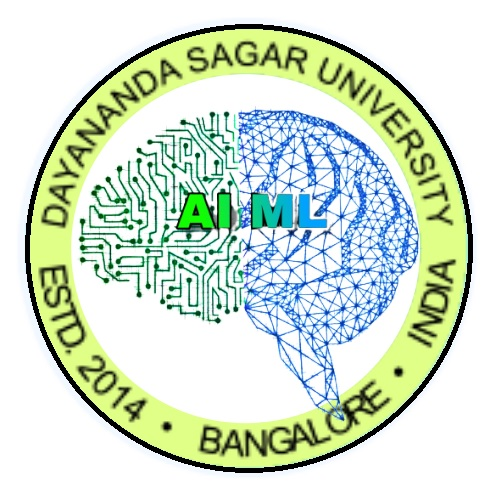 DAYANANDA SAGAR UNIVERSITY
AI ML
ESTD. 2014 • BANGALORE • INDIA